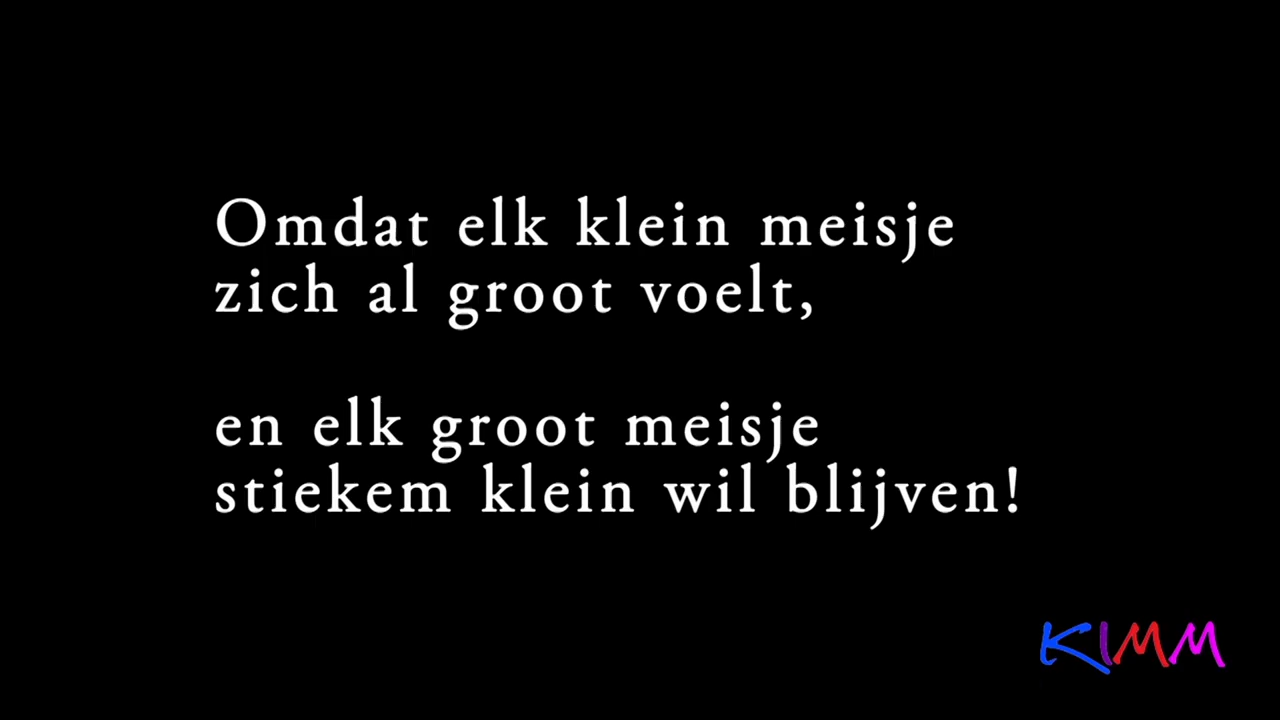 Omdat elk klein meisje
zich al groot voelt,
en elk groot meisje
stiekem klein wil blijven!
KIMM